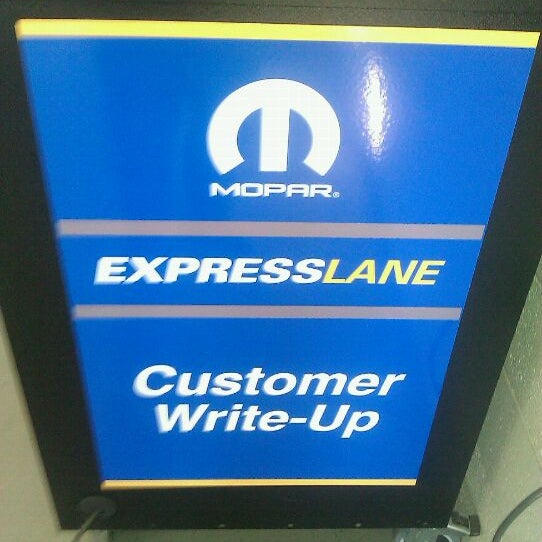 MOPAR®
EXPRESSLANE
Customer
Write-Up